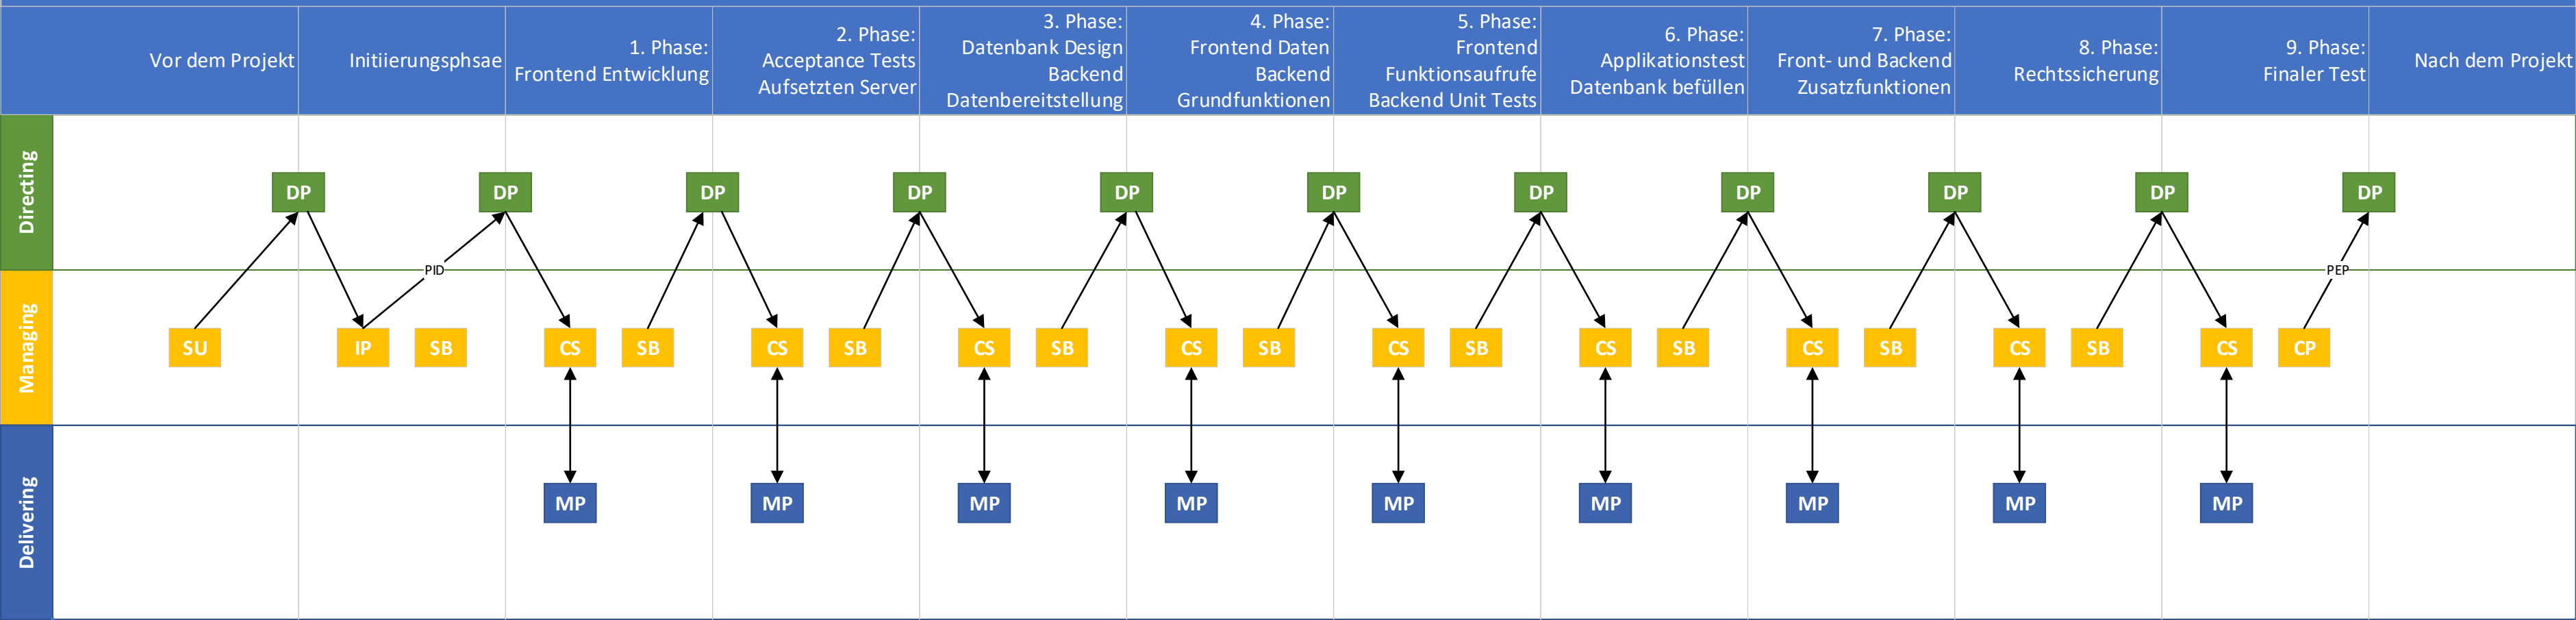 Vor dem Projekt
Initiierungsphsae
1. Phase:
Frontend Entwicklung
2. Phase:
Acceptance Tests
Aufsetzten Server
3. Phase:
Datenbank Design
Backend
Datenbereitstellung
4. Phase:
Frontend Daten
Backend
Grundfunktionen
5. Phase:
Frontend
Funktionsaufrufe
Backend Unit Tests
6. Phase:
Applikationstest
Datenbank befüllen
7. Phase:
Front- und Backend
Zusatzfunktionen
8. Phase:
Rechtssicherung
9. Phase:
Finaler Test
Nach dem Projekt
Directing
DP
DP
DP
DP
DP
DP
DP
DP
DP
DP
DP
PID
PEP
Managing
SU
IP
SB
CS
SB
CS
SB
CS
SB
CS
SB
CS
SB
CS
SB
CS
SB
CS
SB
CS
CP
Delivering
MP
MP
MP
MP
MP
MP
MP
MP
MP